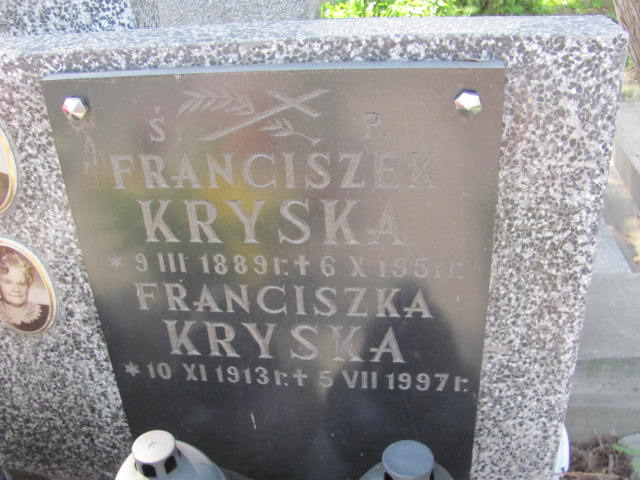 Ś. P.
FRANCISZEK
KRYSKA
* 9 III 1889 r. + 6 X 1951 r.
FRANCISZKA
KRYSKA
* 10 XI 1913 r. + 5 VII 1997 r.